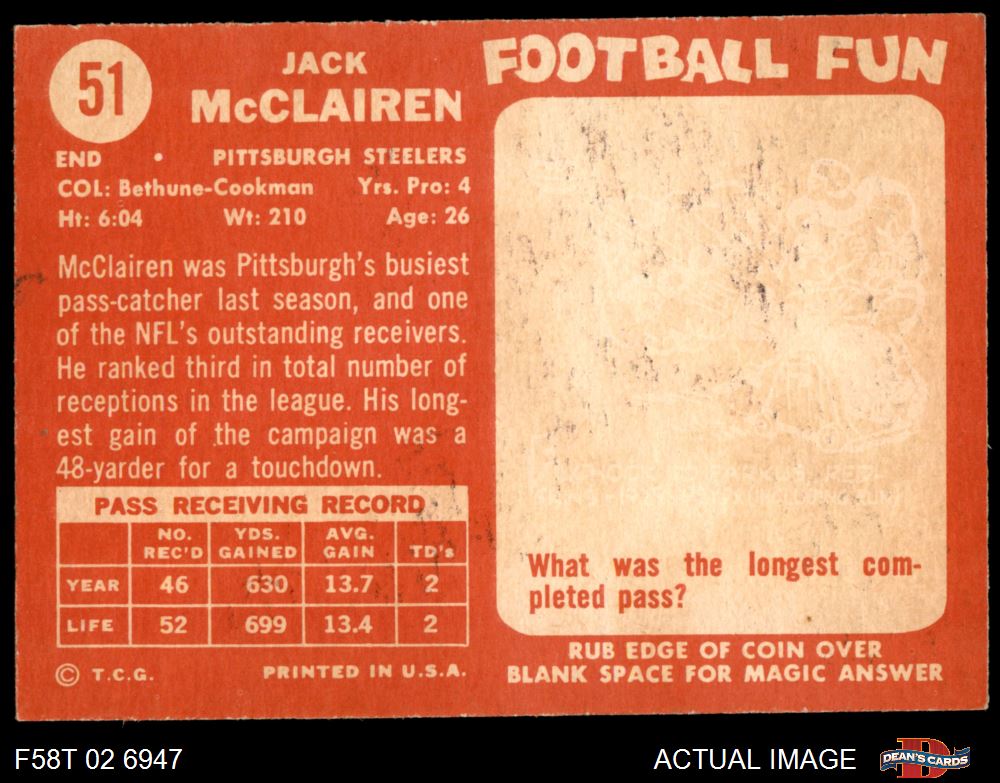 51
JACK
McCLAIREN
END • PITTSBURGH STEELERS
COL: Bethune-Cookman Yrs. Pro: 4
Ht: 6:04 Wt: 210 Age: 26
McClairen was Pittsburgh's busiest
pass-catcher last season, and one
of the NFL's outstanding receivers.
He ranked third in total number of
receptions in the league. His long-
est gain of the campaign was a
48-yarder for a touchdown.
PASS RECEIVING RECORD
NO. REC'D YDS. GAINED AVG. GAIN TD's
YEAR 46 630 13.7 2
LIFE 52 699 13.4 2
© T.C.G. PRINTED IN U.S.A.
FOOTBALL FUN
What was the longest com-
pleted pass?
RUB EDGE OF COIN OVER
BLANK SPACE FOR MAGIC ANSWER
F58T 02 6947
ACTUAL IMAGE
DEAN'S CARDS